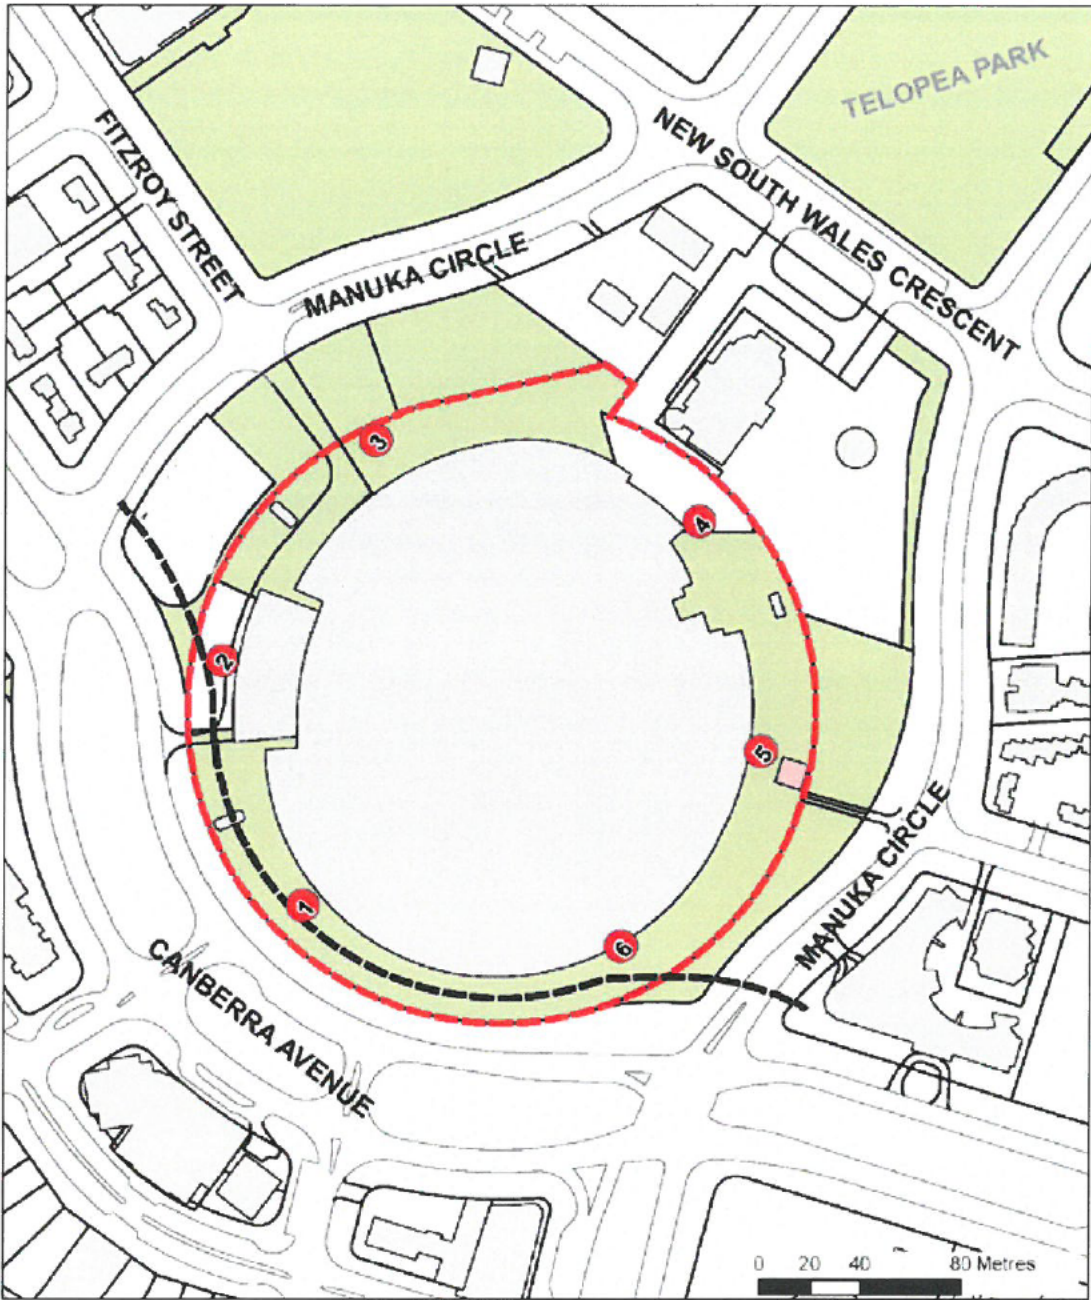 TELOPEA PARK
NEW SOUTH WALES CRESCENT
FITZROY STREET
MANUKA CIRCLE
3
4
2
5
1
6
MANUKA CIRCLE
CANBERRA AVENUE
0 20 40 80 Metres